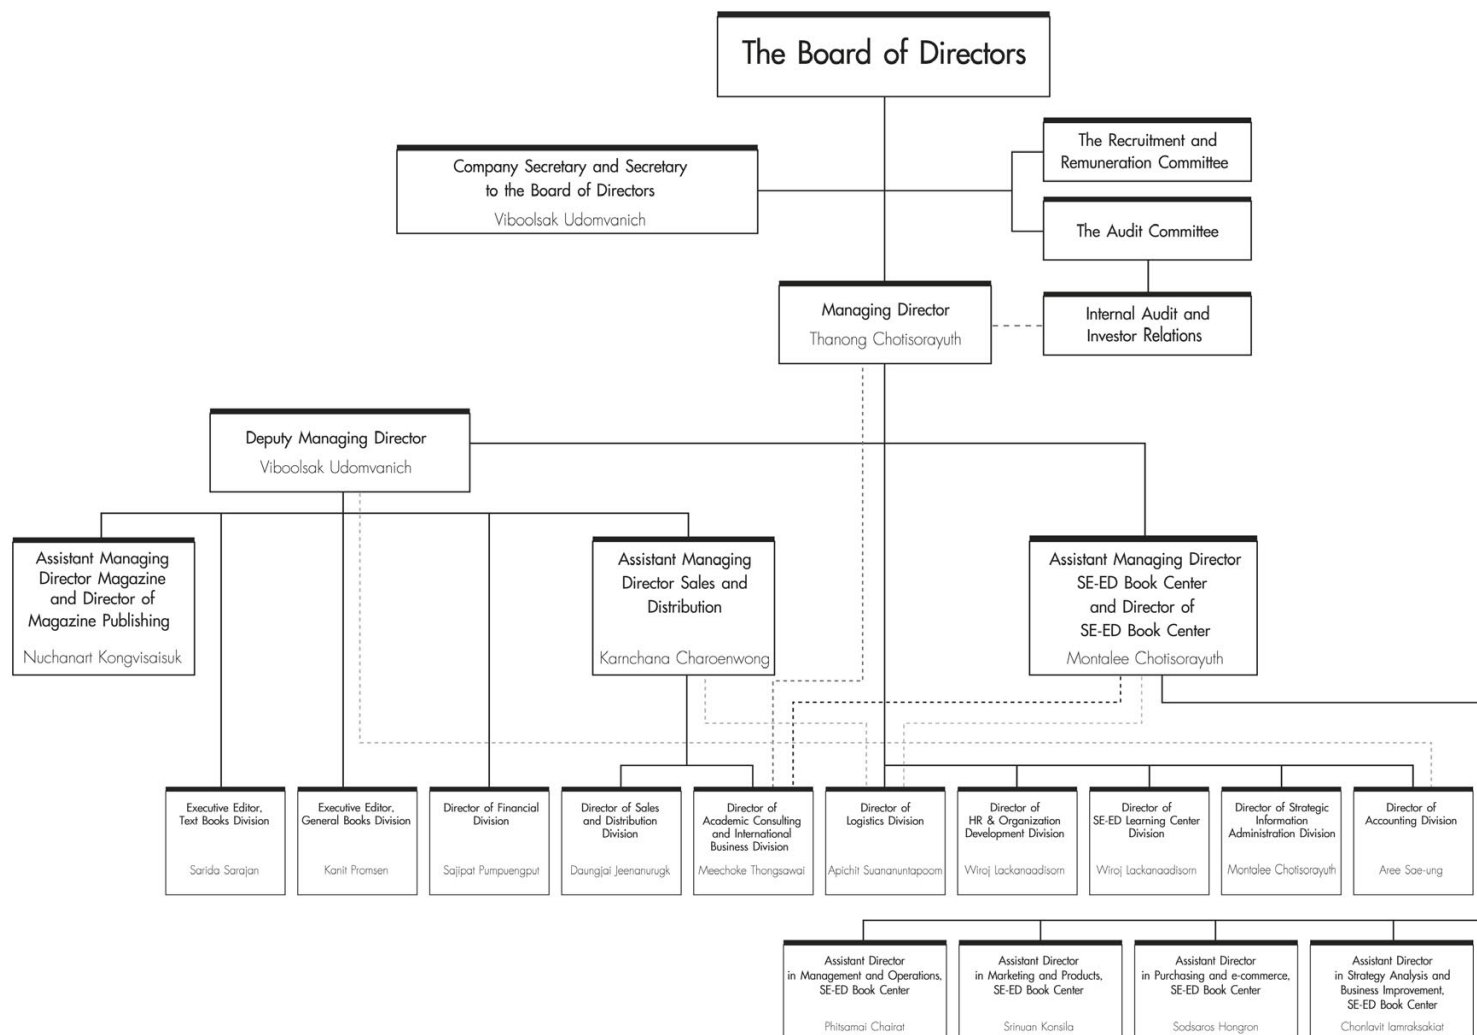 The Board of Directors
Company Secretary and Secretary
to the Board of Directors
Viboolsak Udomvanich
The Recruitment and
Remuneration Committee
The Audit Committee
Managing Director
Thanong Chotisorayuth
Internal Audit and
Investor Relations
Deputy Managing Director
Viboolsak Udomvanich
Assistant Managing
Director Magazine
and Director of
Magazine Publishing
Nuchanart Kongvisaisuk
Assistant Managing
Director Sales and
Distribution
Karnchana Charoenwong
Assistant Managing Director
SE-ED Book Center
and Director of
SE-ED Book Center
Montalee Chotisorayuth
Executive Editor,
Text Books Division
Sarida Sarajan
Executive Editor,
General Books Division
Kanit Promsen
Director of Financial
Division
Sajipat Pumpuengput
Director of Sales
and Distribution
Division
Daungjai Jeenanurugk
Director of
Academic Consulting
and International
Business Division
Meechoke Thongsawai
Director of
Logistics Division
Apichit Suananuntapoom
Director of
HR & Organization
Development Division
Wiroj Lackanaadisorn
Director of
SE-ED Learning Center
Division
Wiroj Lackanaadisorn
Director of Strategic
Information
Administration Division
Montalee Chotisorayuth
Director of
Accounting Division
Aree Sae-ung
Assistant Director
in Management and Operations,
SE-ED Book Center
Phitsamai Chairat
Assistant Director
in Marketing and Products,
SE-ED Book Center
Srinuan Konsila
Assistant Director
in Purchasing and e-commerce,
SE-ED Book Center
Sodsaros Hongron
Assistant Director
in Strategy Analysis and
Business Improvement,
SE-ED Book Center
Chonlavit Iamraksakiat